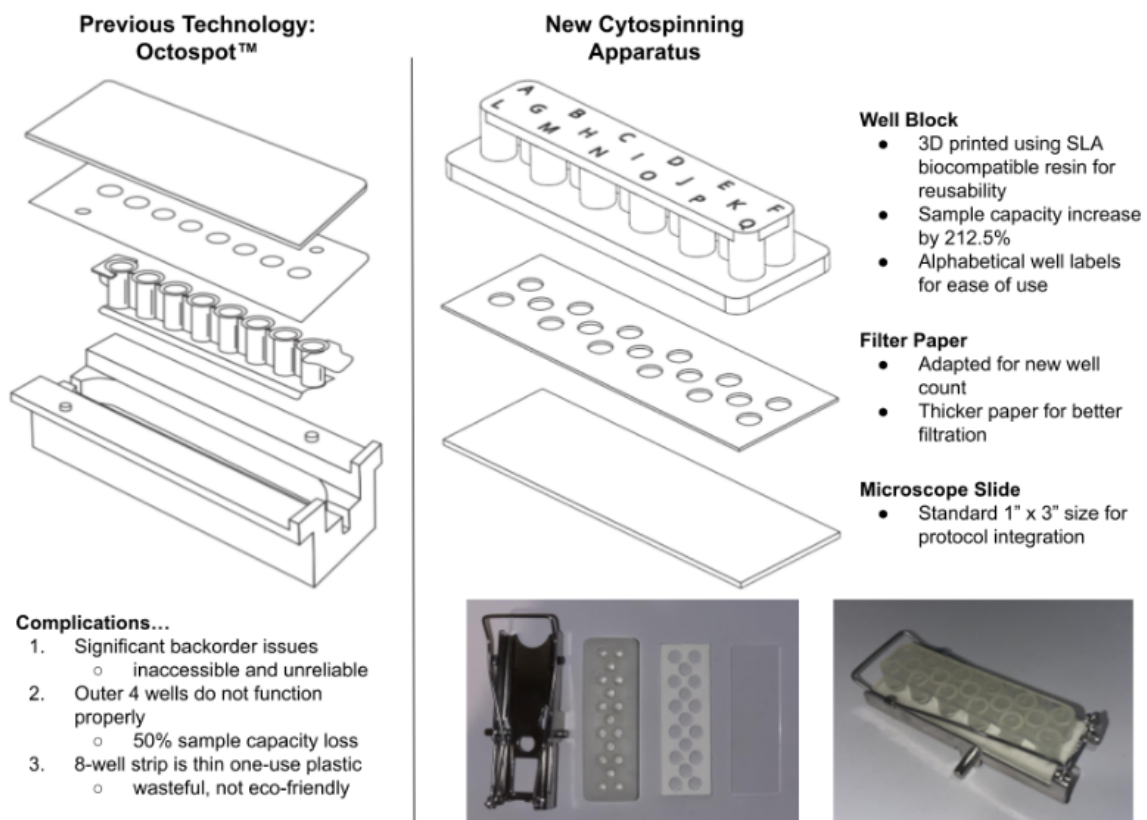 Previous Technology:
Octospot™
New Cytospinning
Apparatus
A B C D E F
G H I J K
L M N O P Q
Well Block
● 3D printed using SLA
biocompatible resin for
reusability
● Sample capacity increase
by 212.5%
● Alphabetical well labels
for ease of use
Filter Paper
● Adapted for new well
count
● Thicker paper for better
filtration
Microscope Slide
● Standard 1” x 3” size for
protocol integration
Complications…
1. Significant backorder issues
○ inaccessible and unreliable
2. Outer 4 wells do not function
properly
○ 50% sample capacity loss
3. 8-well strip is thin one-use plastic
○ wasteful, not eco-friendly